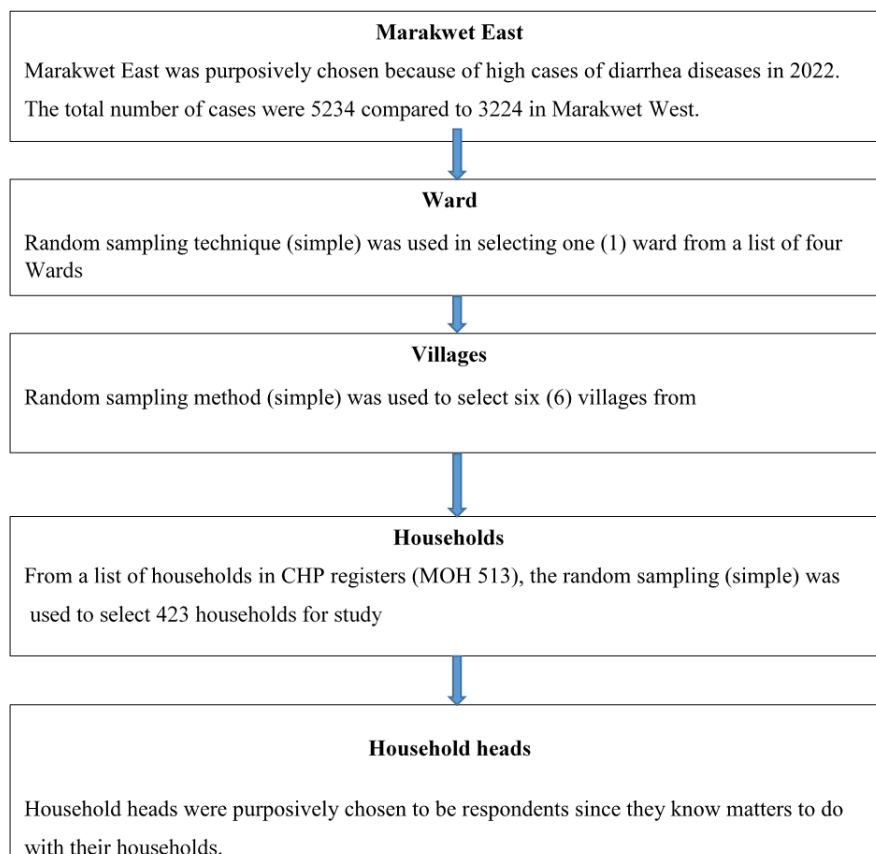 Marakwet East
Marakwet East was purposively chosen because of high cases of diarrhea diseases in 2022.
The total number of cases were 5234 compared to 3224 in Marakwet West.
Ward
Random sampling technique (simple) was used in selecting one (1) ward from a list of four
Wards
Villages
Random sampling method (simple) was used to select six (6) villages from
Households
From a list of households in CHP registers (MOH 513), the random sampling (simple) was
used to select 423 households for study
Household heads
Household heads were purposively chosen to be respondents since they know matters to do
with their households.